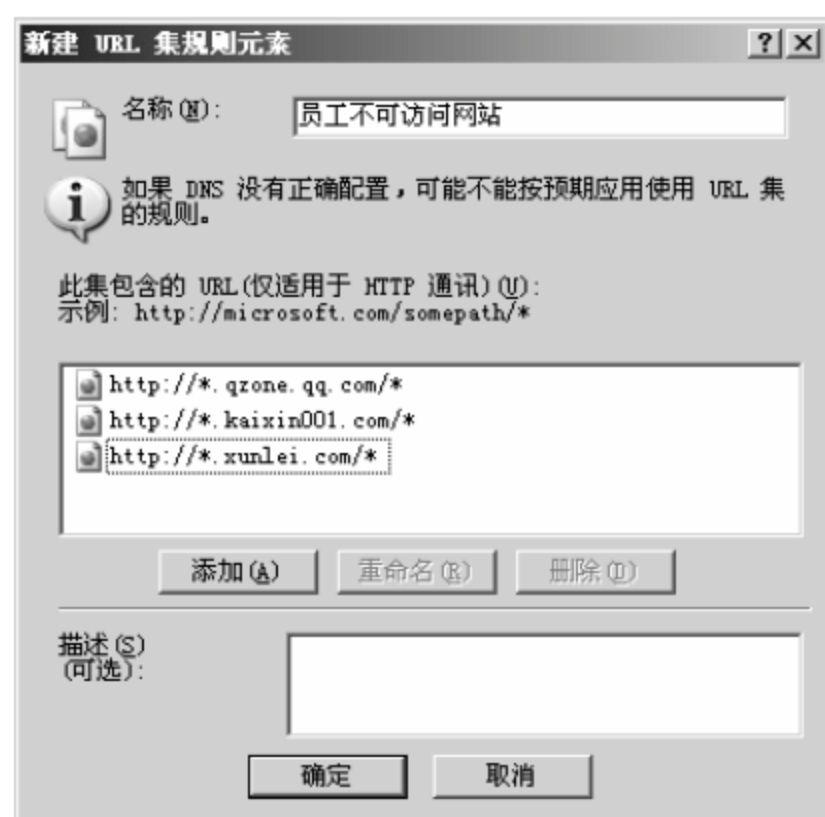 新建 URL 集规则元素
名称(N):
员工不可访问网站
如果 DNS 没有正确配置，可能不能按预期应用使用 URL 集
的规则。
此集包含的 URL(仅适用于 HTTP 通讯)(U):
示例: http://microsoft.com/somepath/*
http://*.qzone.qq.com/*
http://*.kaixin001.com/*
http://*.xunlei.com/*
添加(A) 重命名(R) 删除(D)
描述(S)
(可选):
确定 取消